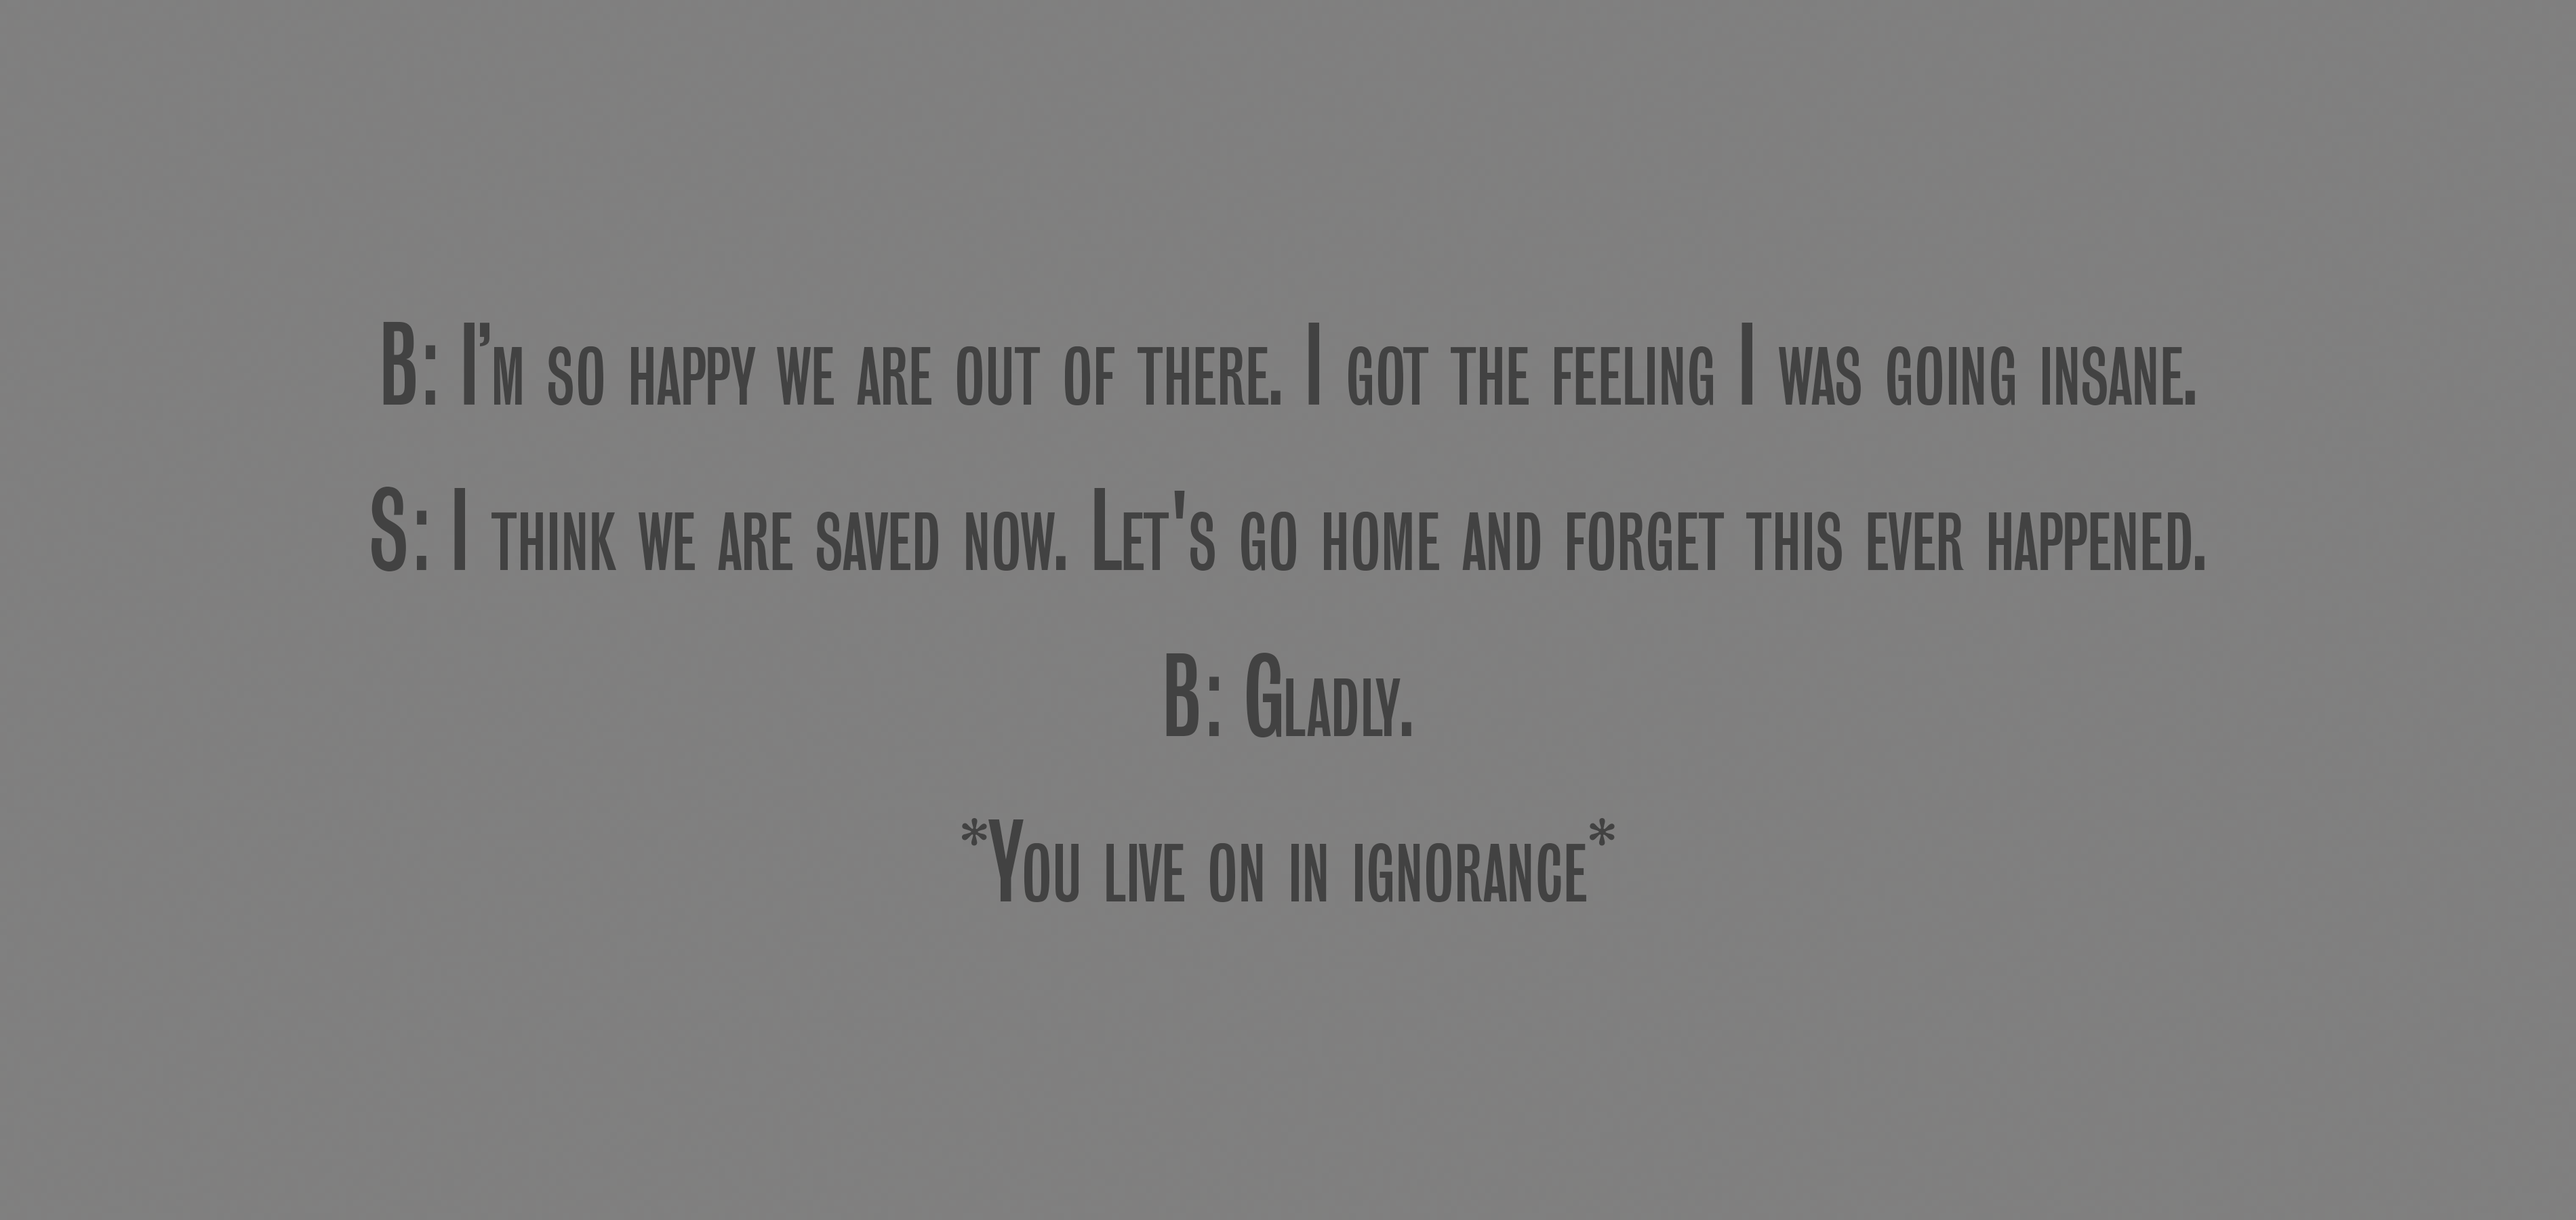 B: I’m so happy we are out of there. I got the feeling I was going insane.
S: I think we are saved now. Let's go home and forget this ever happened.
B: Gladly.
*You live on in ignorance*